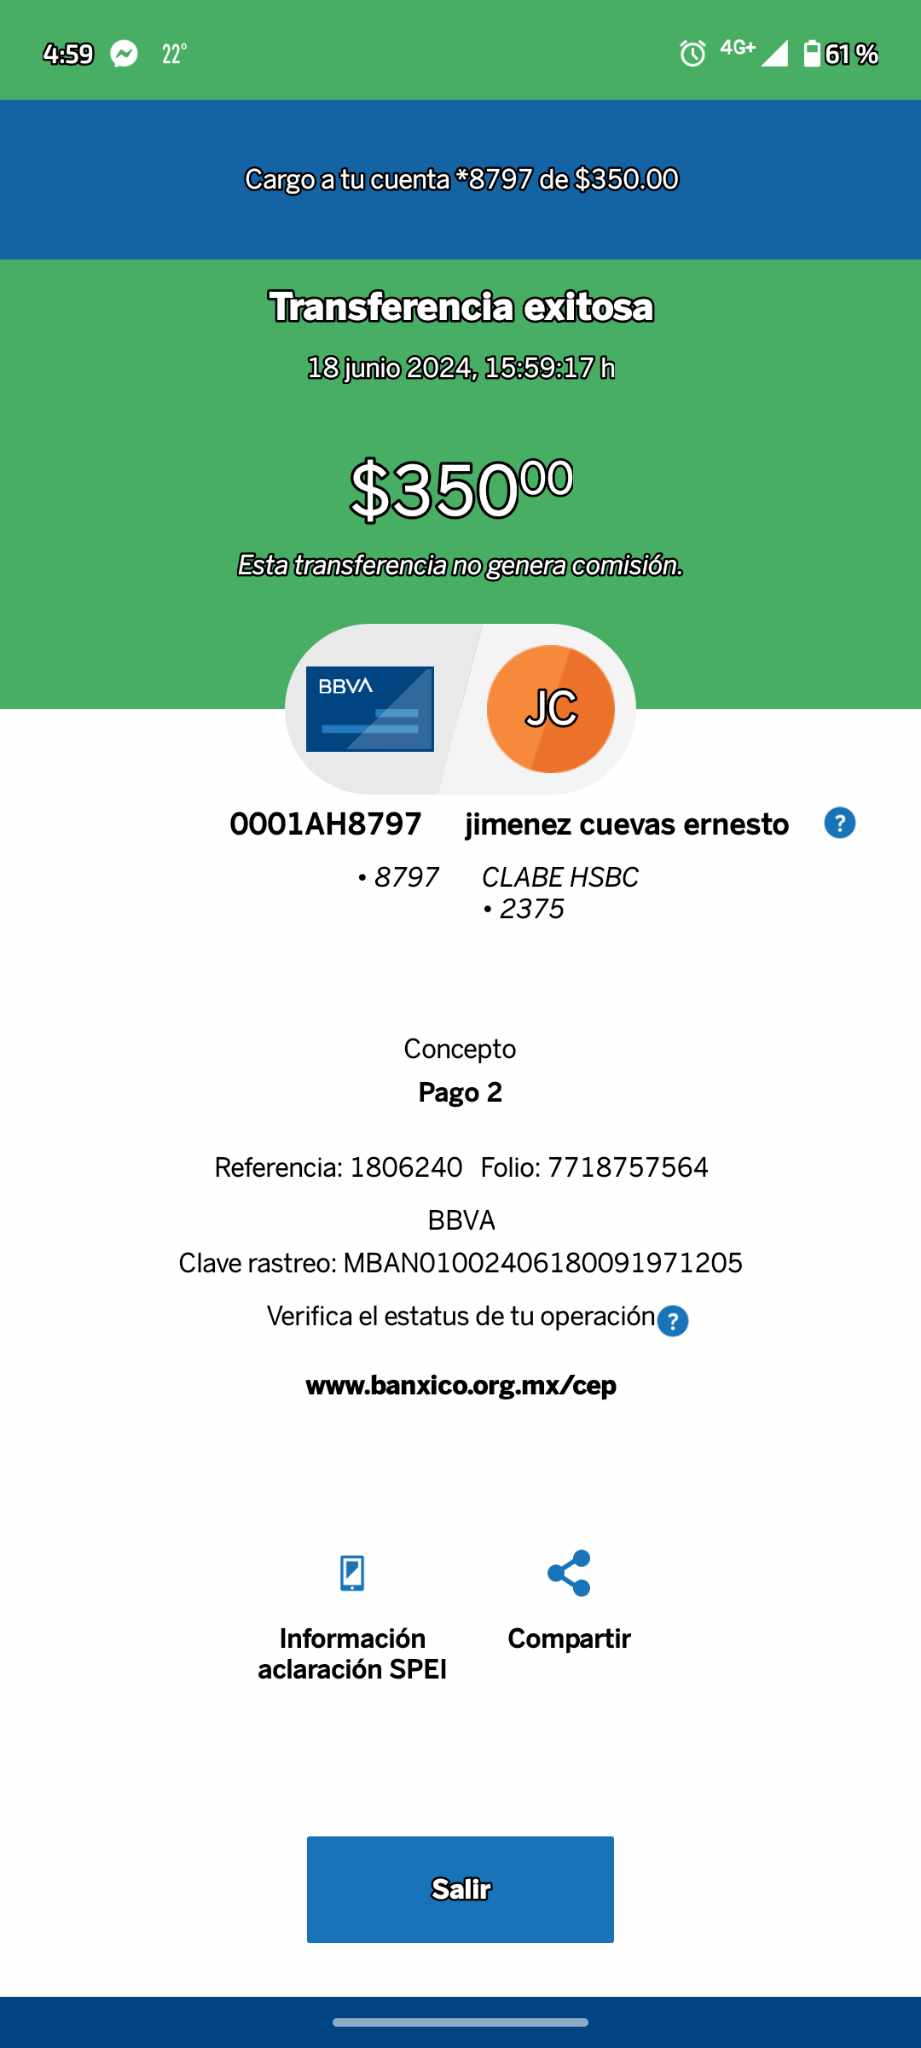 4:59 22° 4G+ 61 %
Cargo a tu cuenta *8797 de $350.00
Transferencia exitosa
18 junio 2024, 15:59:17 h
$35000
Esta transferencia no genera comisión.
BBVA JC
0001AH8797 jimenez cuevas ernesto ?
• 8797 CLABE HSBC
• 2375
Concepto
Pago 2
Referencia: 1806240 Folio: 7718757564
BBVA
Clave rastreo: MBAN01002406180091971205
Verifica el estatus de tu operación ?
www.banxico.org.mx/cep
Información Compartir
aclaración SPEI
Salir